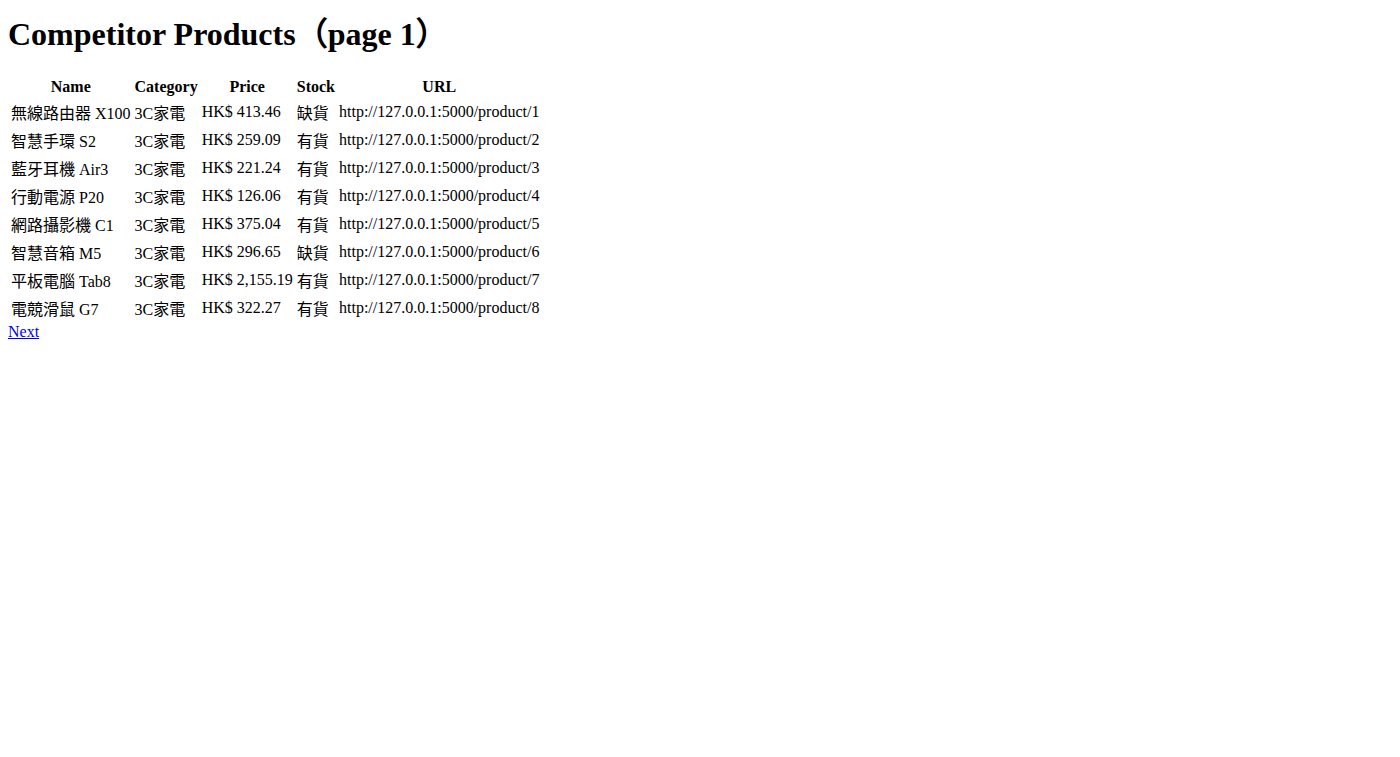 Competitor Products（page 1）
Name Category Price Stock URL
無線路由器 X100 3C家電 HK$ 413.46 缺貨 http://127.0.0.1:5000/product/1
智慧手環 S2 3C家電 HK$ 259.09 有貨 http://127.0.0.1:5000/product/2
藍牙耳機 Air3 3C家電 HK$ 221.24 有貨 http://127.0.0.1:5000/product/3
行動電源 P20 3C家電 HK$ 126.06 有貨 http://127.0.0.1:5000/product/4
網路攝影機 C1 3C家電 HK$ 375.04 有貨 http://127.0.0.1:5000/product/5
智慧音箱 M5 3C家電 HK$ 296.65 缺貨 http://127.0.0.1:5000/product/6
平板電腦 Tab8 3C家電 HK$ 2,155.19 有貨 http://127.0.0.1:5000/product/7
電競滑鼠 G7 3C家電 HK$ 322.27 有貨 http://127.0.0.1:5000/product/8
Next